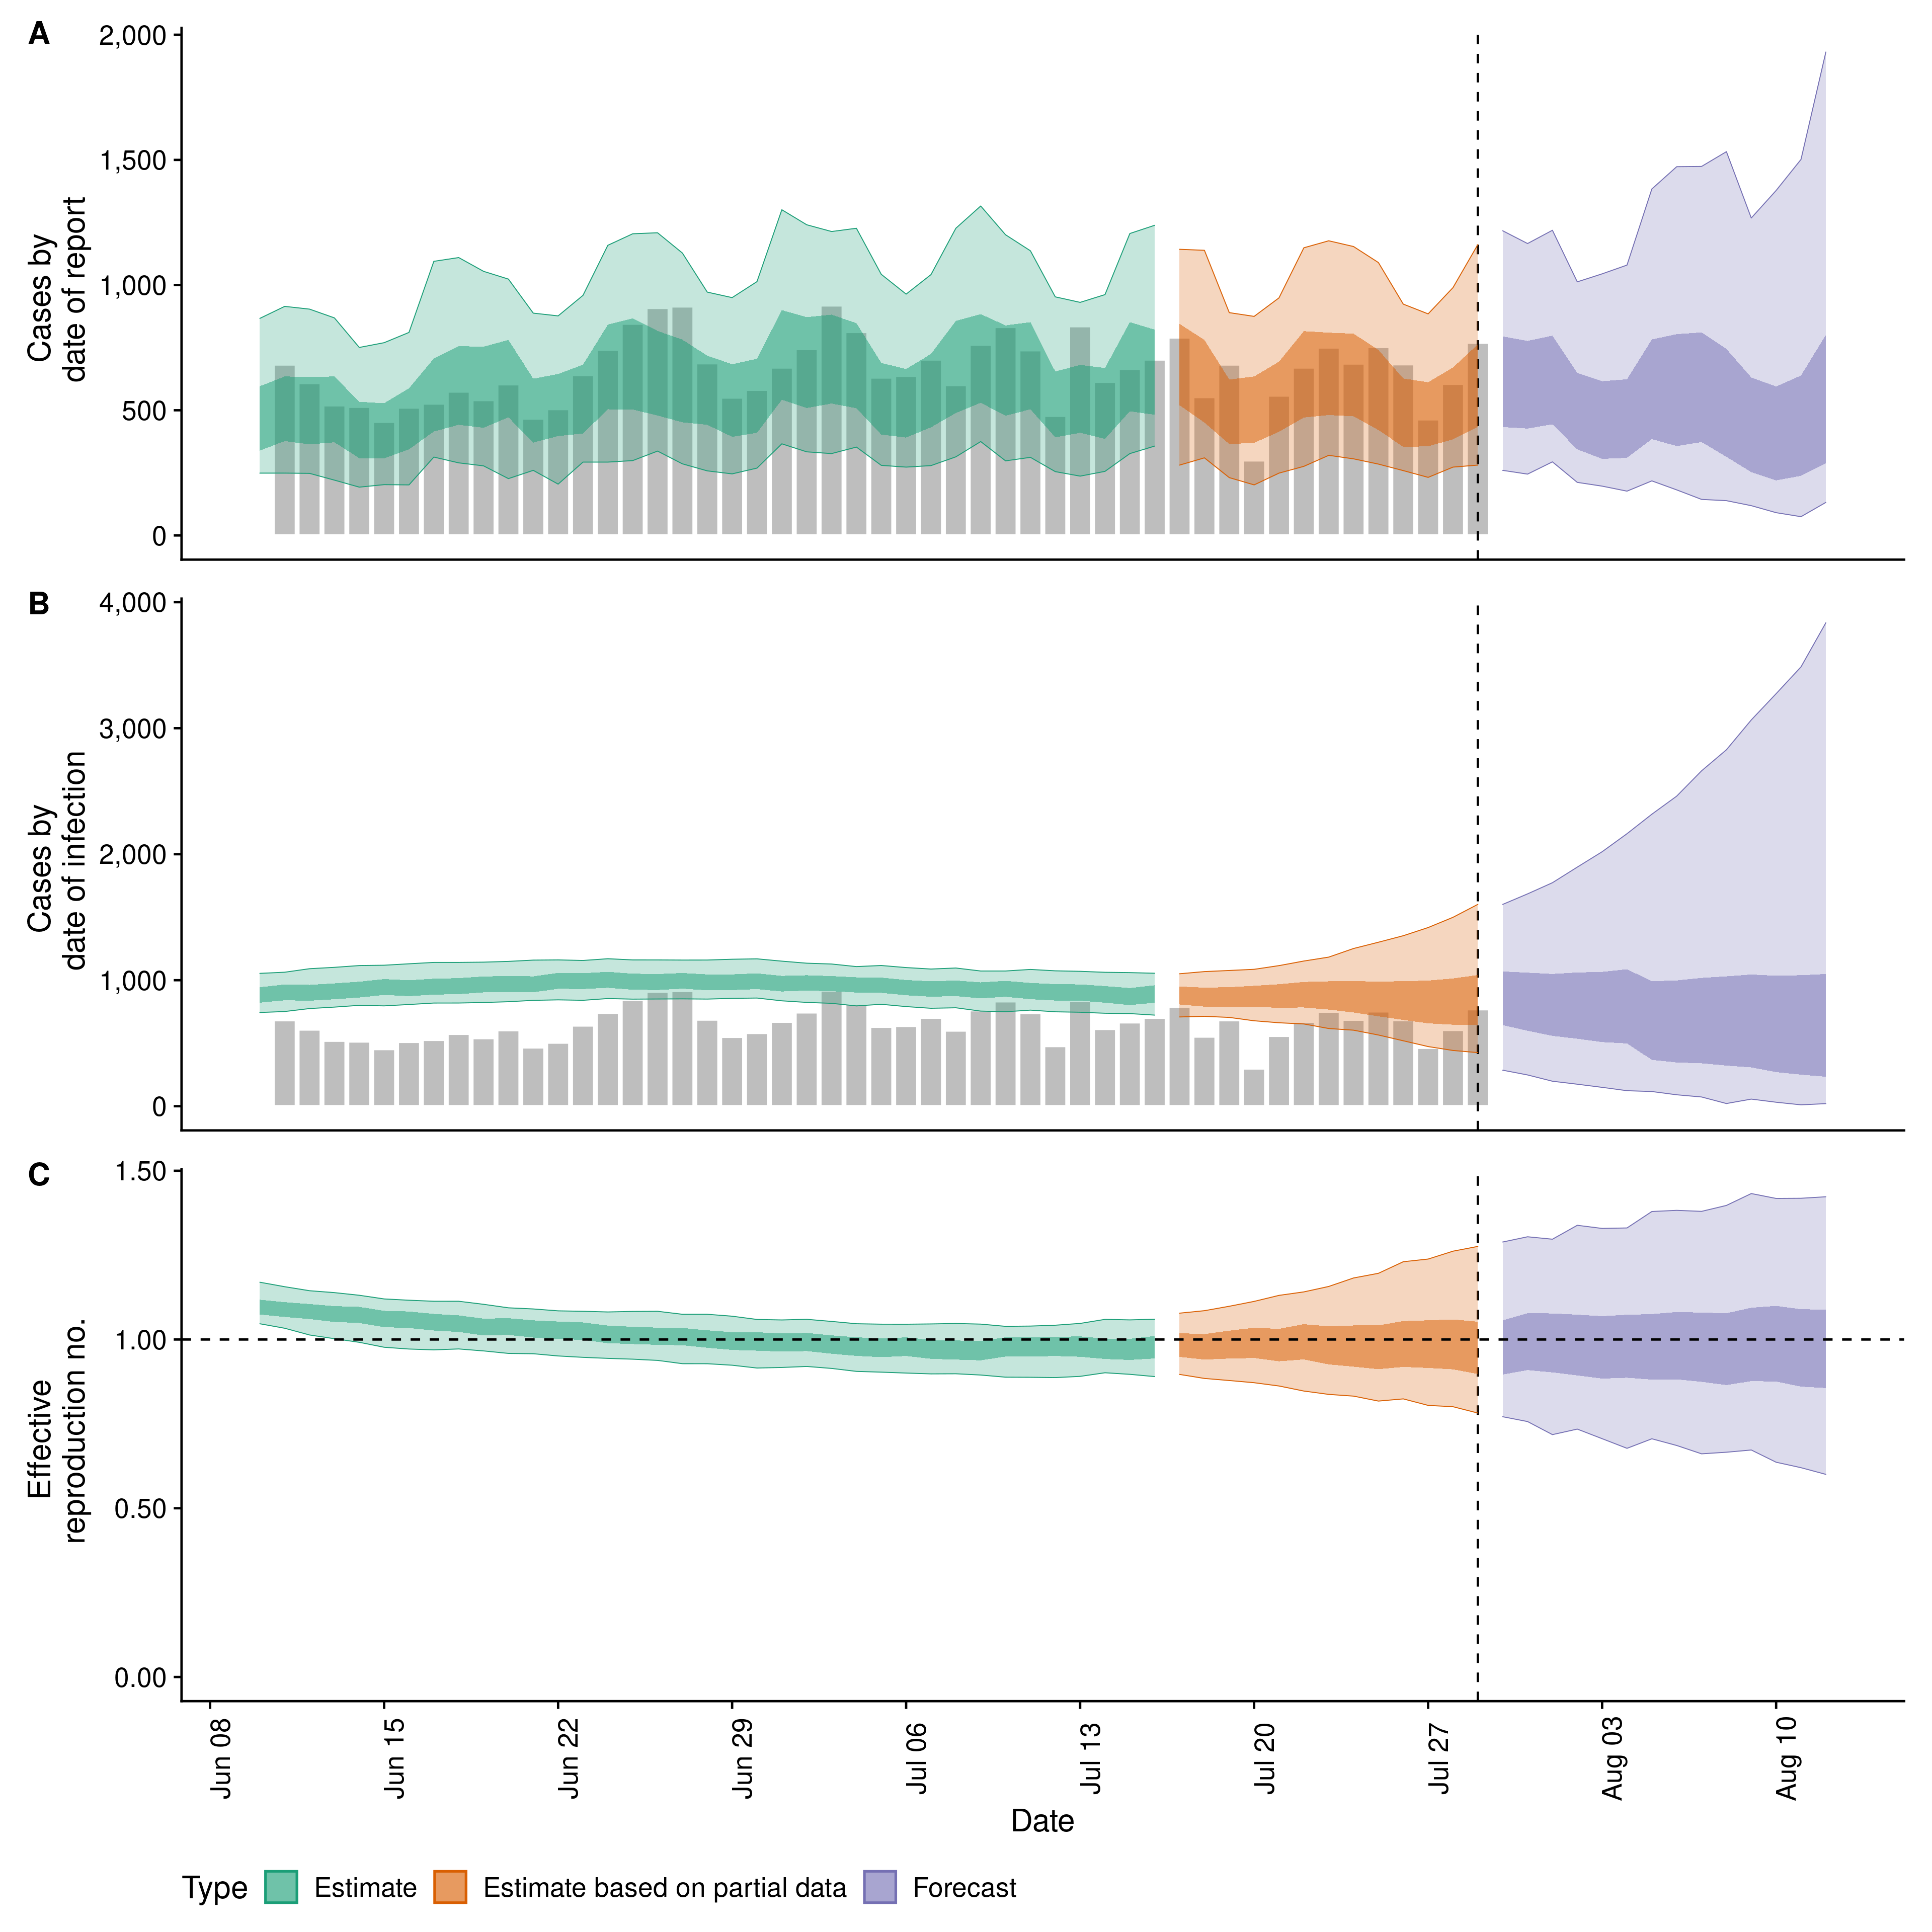 A
Cases by
date of report
2,000
1,500
1,000
500
0
B
Cases by
date of infection
4,000
3,000
2,000
1,000
0
C
Effective
reproduction no.
1.50
1.00
0.50
0.00
Jun 08
Jun 15
Jun 22
Jun 29
Jul 06
Jul 13
Jul 20
Jul 27
Aug 03
Aug 10
Date
Type Estimate Estimate based on partial data Forecast